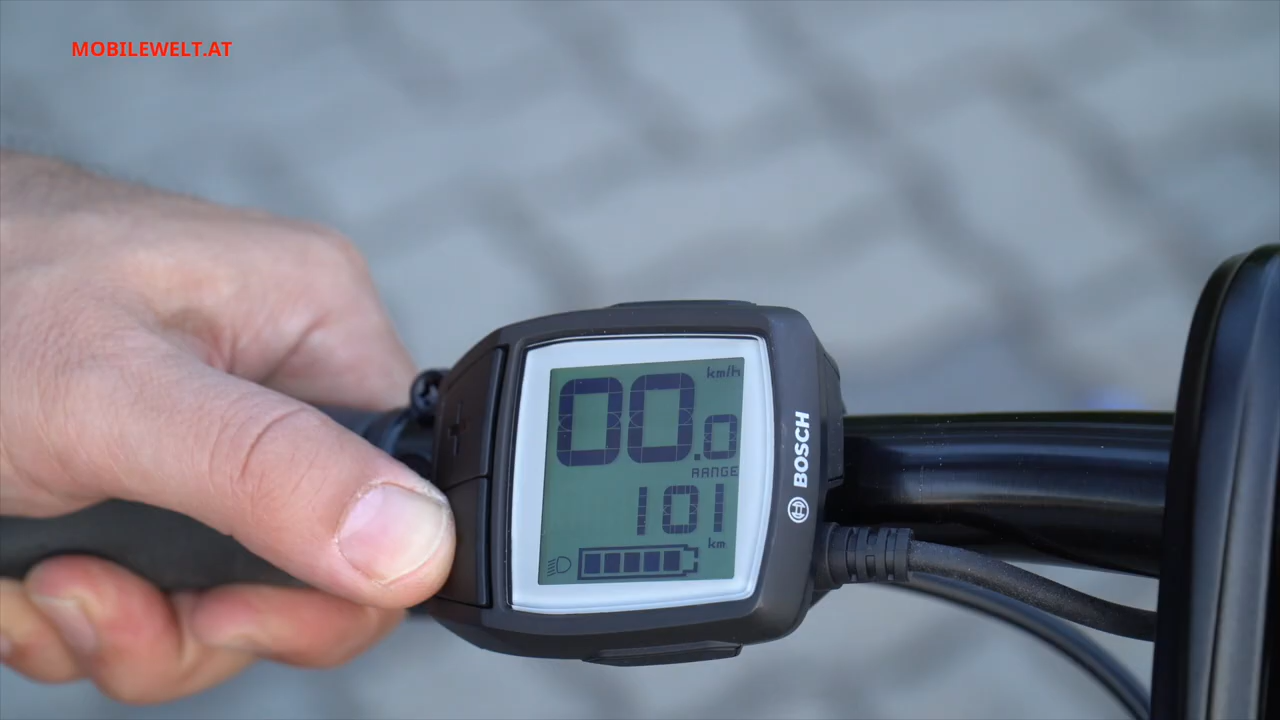 MOBILEWELT.AT
km/h
00.0
RANGE
101
km
BOSCH
+